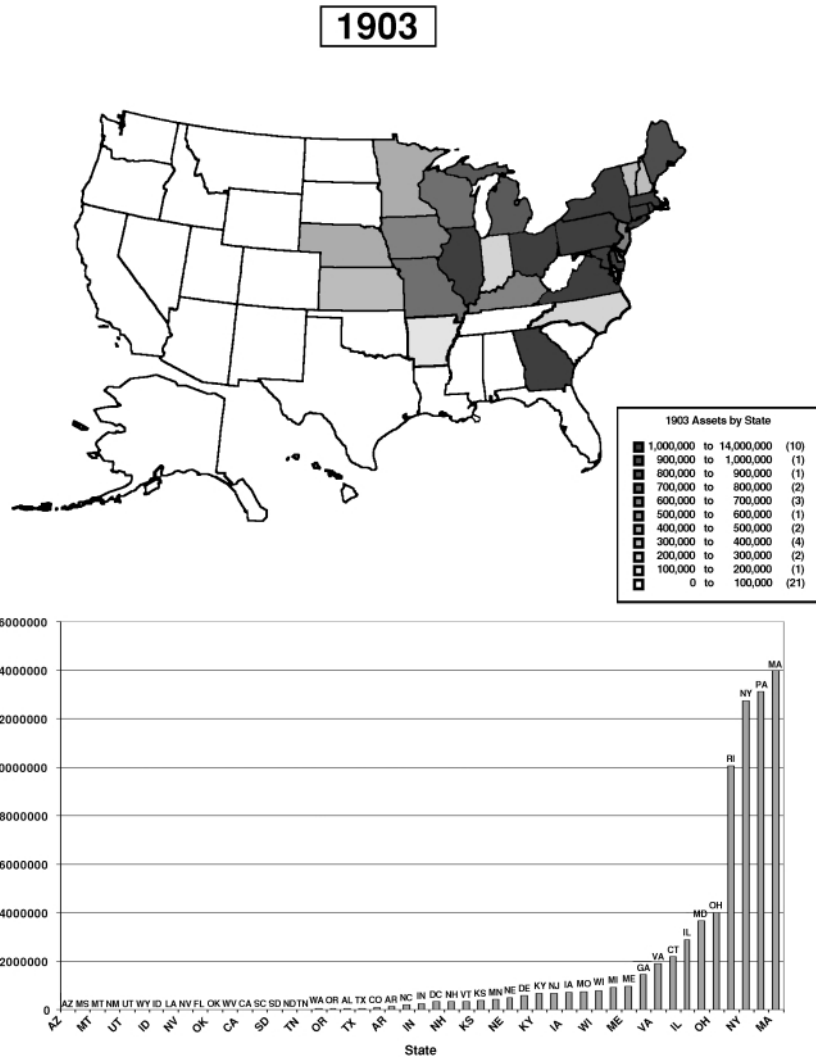 1903
1903 Assets by State
1,000,000 to 14,000,000 (10)
900,000 to 1,000,000 (1)
800,000 to 900,000 (1)
700,000 to 800,000 (2)
600,000 to 700,000 (3)
500,000 to 600,000 (1)
400,000 to 500,000 (2)
300,000 to 400,000 (4)
200,000 to 300,000 (2)
100,000 to 200,000 (1)
0 to 100,000 (21)
6000000
4000000
2000000
0000000
8000000
6000000
4000000
2000000
0
AZ MS MT NM UT WY ID LA NV FL OK WV CA SC SD ND TN WA OR AL TX CO AR NC IN DC NH VT KS MN NE DE KY NJ IA MO WI MI ME GA VA CT IL MD OH RI NY PA MA
AZ MT UT ID NV OK CA SD TN OR TX AR IN NH KS NE KY IA WI ME VA IL OH NY MA
State